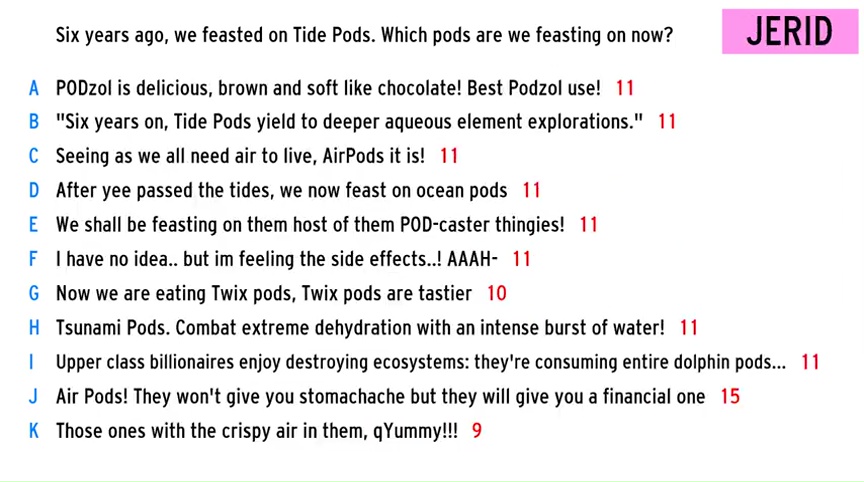 Six years ago, we feasted on Tide Pods. Which pods are we feasting on now?
JERID
A PODzol is delicious, brown and soft like chocolate! Best Podzol use! 11
B "Six years on, Tide Pods yield to deeper aqueous element explorations." 11
C Seeing as we all need air to live, AirPods it is! 11
D After yee passed the tides, we now feast on ocean pods 11
E We shall be feasting on them host of them POD-caster thingies! 11
F I have no idea.. but im feeling the side effects..! AAAH- 11
G Now we are eating Twix pods, Twix pods are tastier 10
H Tsunami Pods. Combat extreme dehydration with an intense burst of water! 11
I Upper class billionaires enjoy destroying ecosystems: they're consuming entire dolphin pods... 11
J Air Pods! They won't give you stomachache but they will give you a financial one 15
K Those ones with the crispy air in them, qYummy!!! 9